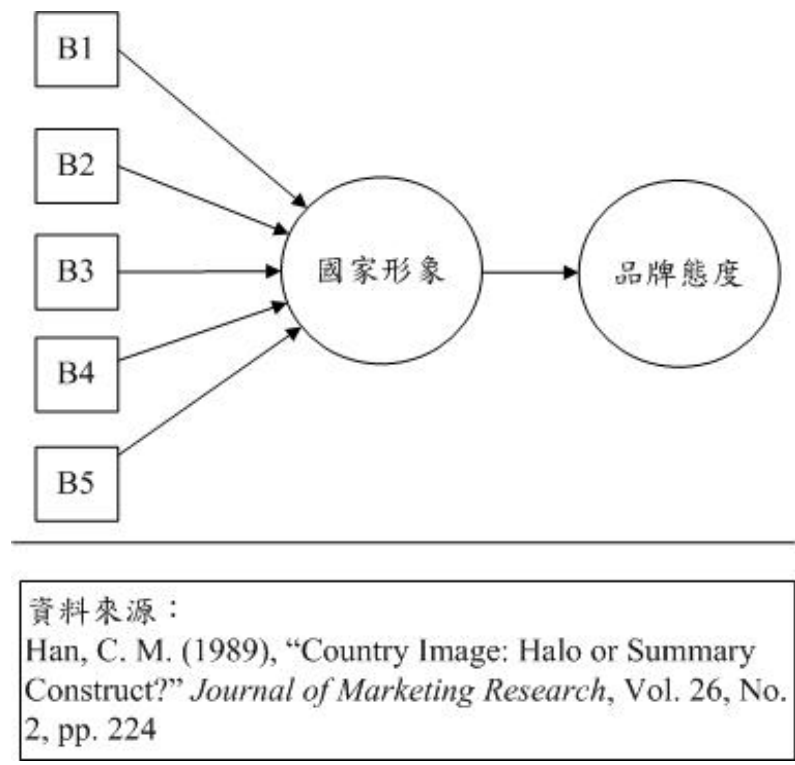 B1
B2
B3
B4
B5
國家形象
品牌態度
資料來源：
Han, C. M. (1989), “Country Image: Halo or Summary
Construct?” Journal of Marketing Research, Vol. 26, No.
2, pp. 224